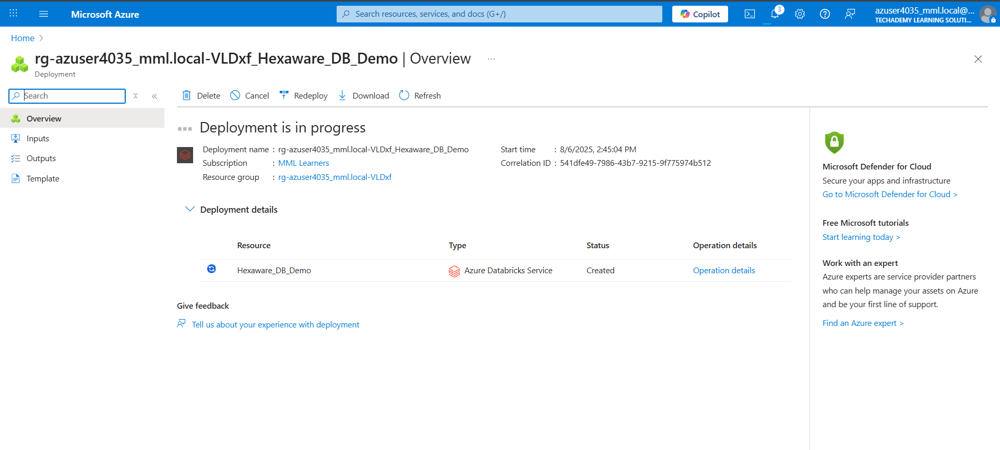 Microsoft Azure
Search resources, services, and docs (G+/)
Copilot
3
azuser4035_mml.local@...
TECHADEMY LEARNING SOLUTI...
Home
rg-azuser4035_mml.local-VLDxf_Hexaware_DB_Demo | Overview
Deployment
Search
Delete
Cancel
Redeploy
Download
Refresh
Overview
Inputs
Outputs
Template
Deployment is in progress
Deployment name : rg-azuser4035_mml.local-VLDxf_Hexaware_DB_Demo
Subscription : MML Learners
Resource group : rg-azuser4035_mml.local-VLDxf
Start time : 8/6/2025, 2:45:04 PM
Correlation ID : 541dfe49-7986-43b7-9215-9f775974b512
Deployment details
Resource Type Status Operation details
Hexaware_DB_Demo Azure Databricks Service Created Operation details
Give feedback
Tell us about your experience with deployment
Microsoft Defender for Cloud
Secure your apps and infrastructure
Go to Microsoft Defender for Cloud >
Free Microsoft tutorials
Start learning today >
Work with an expert
Azure experts are service provider partners
who can help manage your assets on Azure
and be your first line of support.
Find an Azure expert >